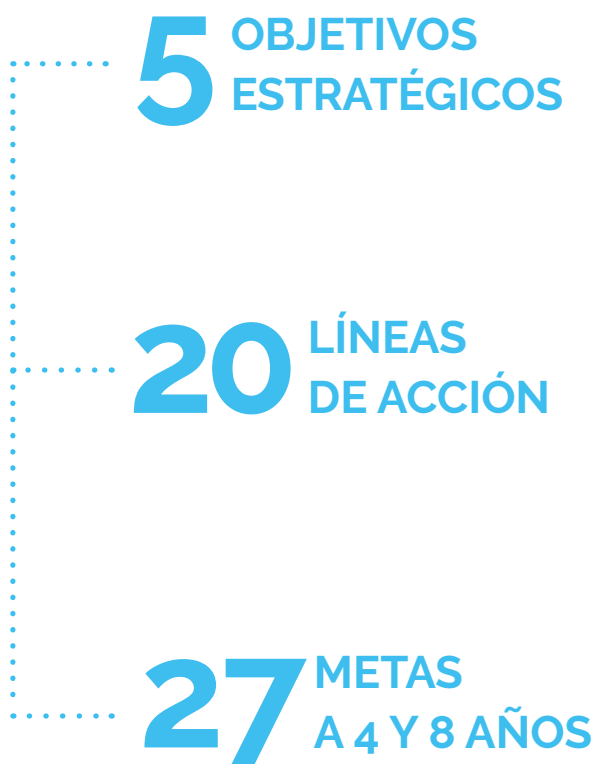 5 OBJETIVOS
ESTRATÉGICOS
20 LÍNEAS
DE ACCIÓN
27 METAS
A 4 Y 8 AÑOS